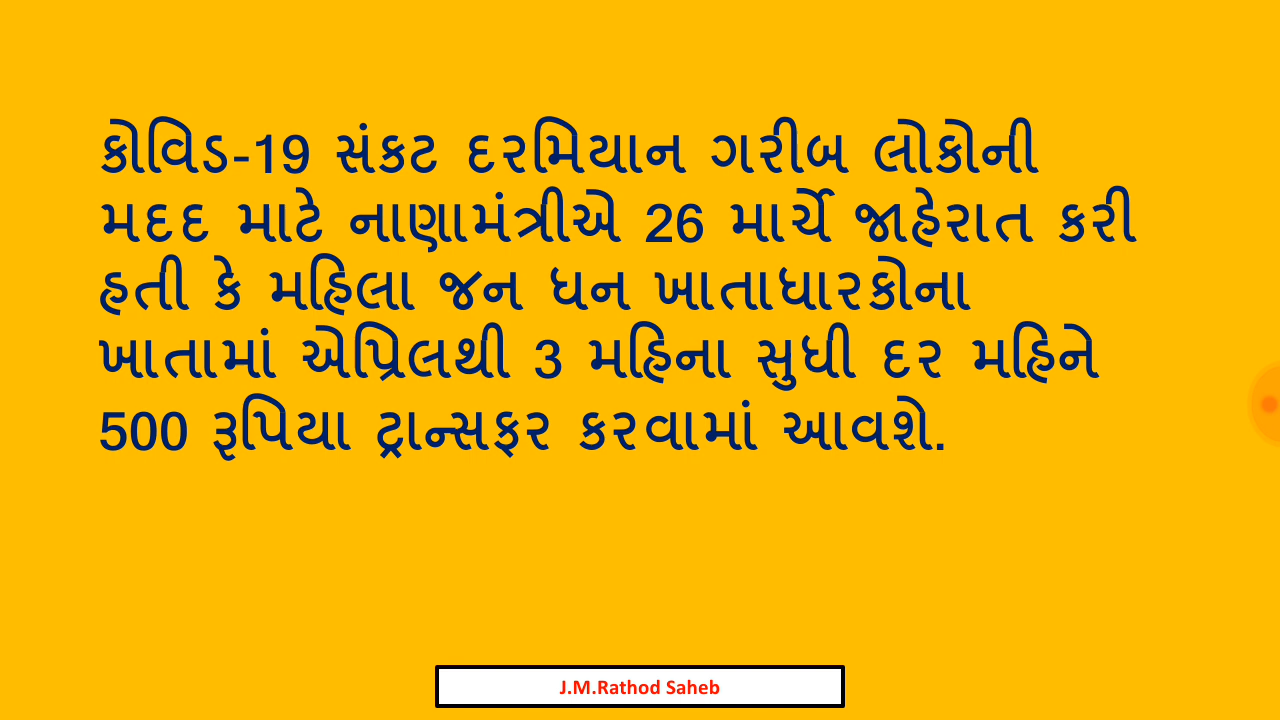 કોવિડ-19 સંકટ દરમિયાન ગરીબ લોકોની
મદદ માટે નાણામંત્રીએ 26 માર્ચે જાહેરાત કરી
હતી કે મહિલા જન ધન ખાતાધારકોના
ખાતામાં એપ્રિલથી 3 મહિના સુધી દર મહિને
500 રૂપિયા ટ્રાન્સફર કરવામાં આવશે.
J.M.Rathod Saheb